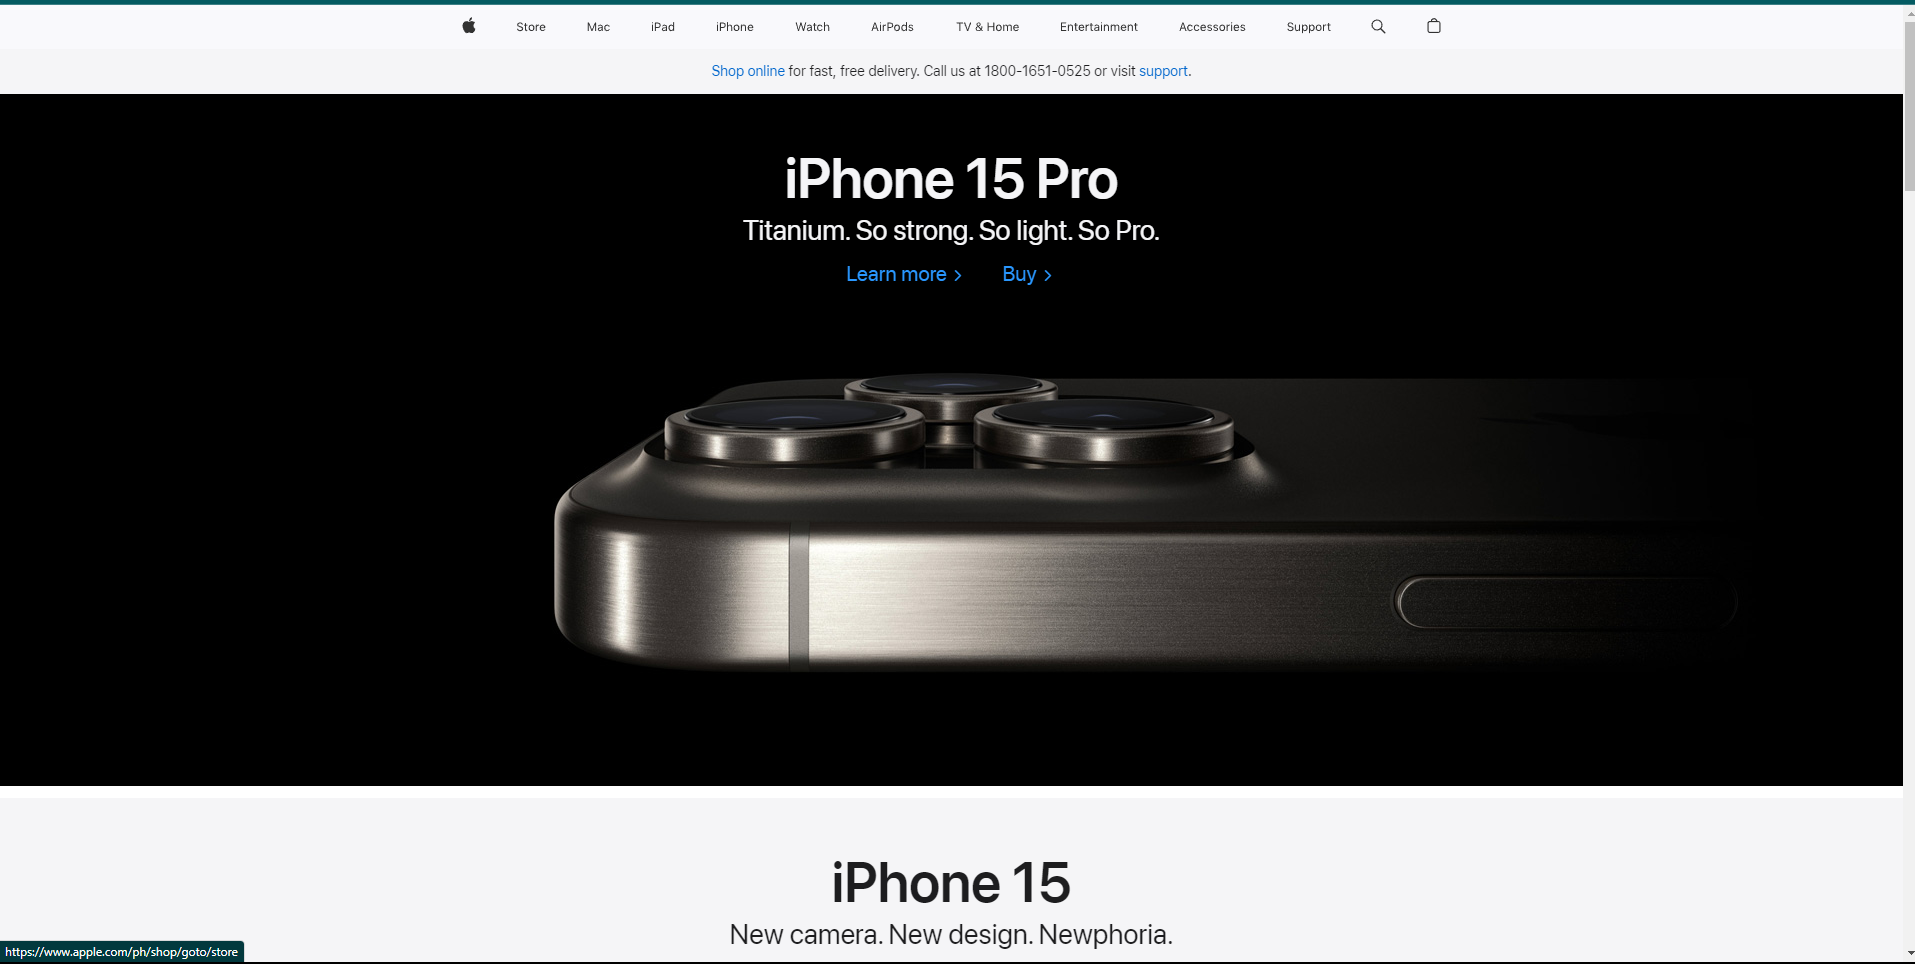 Store Mac iPad iPhone Watch AirPods TV & Home Entertainment Accessories Support
Shop online for fast, free delivery. Call us at 1800-1651-0525 or visit support.
iPhone 15 Pro
Titanium. So strong. So light. So Pro.
Learn more > Buy >
iPhone 15
New camera. New design. Newphoria.
https://www.apple.com/ph/shop/goto/store